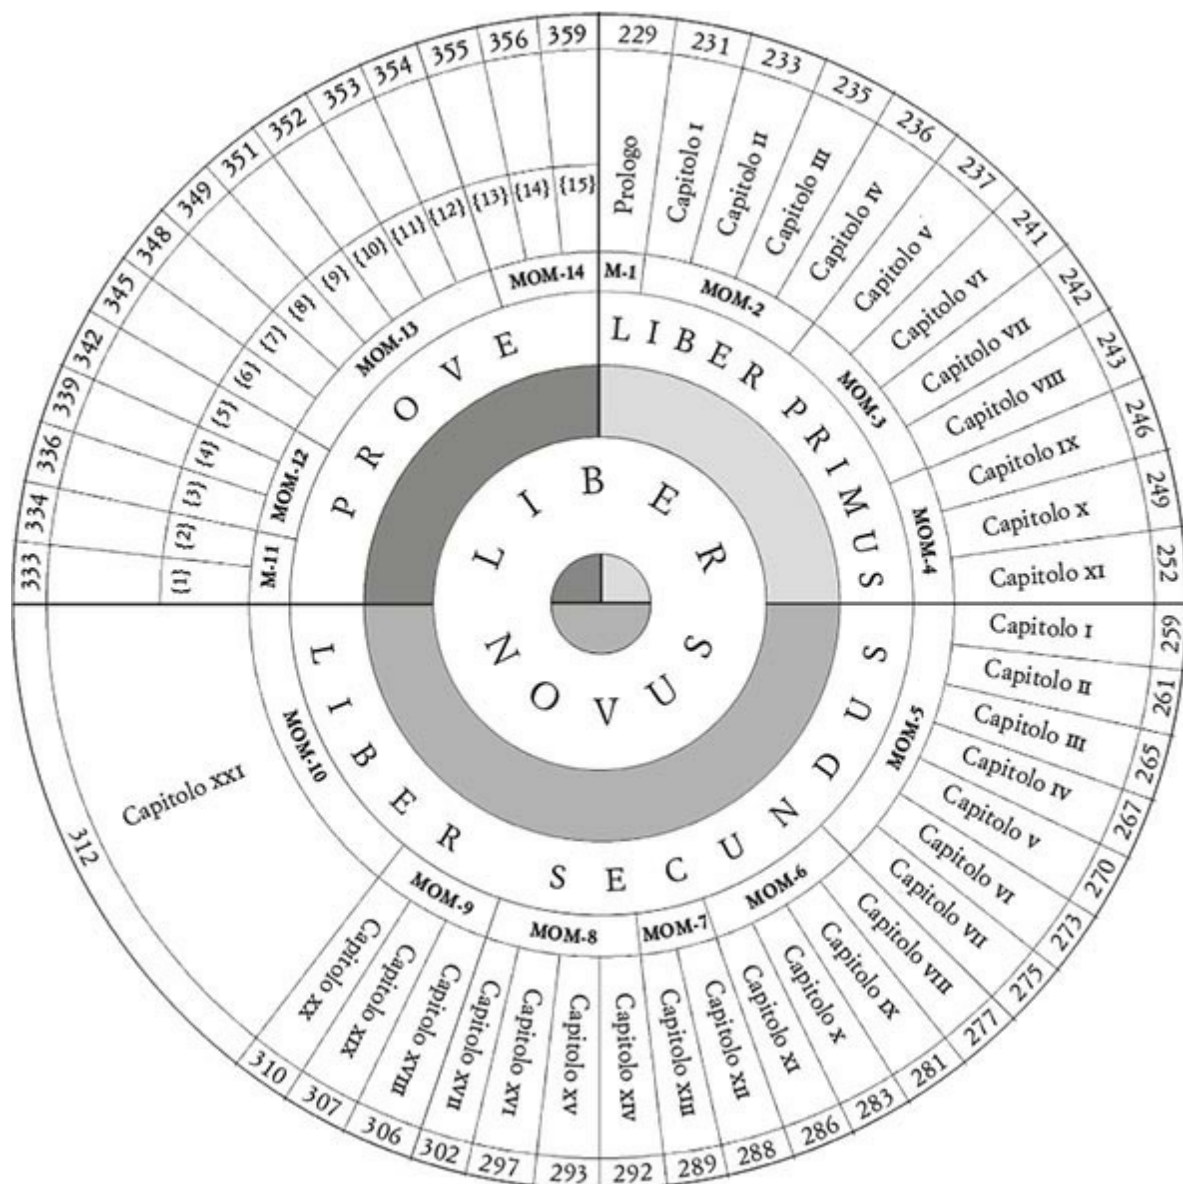 LIBER
NOVUS
LIBER PRIMUS
LIBER SECUNDUS
PROVE
M-1
MOM-2
MOM-3
MOM-4
MOM-5
MOM-6
MOM-7
MOM-8
MOM-9
MOM-10
M-11
MOM-12
MOM-13
MOM-14
229
Prologo
231
Capitolo I
233
Capitolo II
235
Capitolo III
236
Capitolo IV
237
Capitolo V
241
Capitolo VI
242
Capitolo VII
243
Capitolo VIII
246
Capitolo IX
249
Capitolo X
252
Capitolo XI
259
Capitolo I
261
Capitolo II
265
Capitolo III
267
Capitolo IV
270
Capitolo V
273
Capitolo VI
275
Capitolo VII
277
Capitolo VIII
281
Capitolo IX
283
Capitolo X
286
Capitolo XI
288
Capitolo XII
289
Capitolo XIII
292
Capitolo XIV
293
Capitolo XV
297
Capitolo XVI
302
Capitolo XVII
306
Capitolo XVIII
307
Capitolo XIX
310
Capitolo XX
312
Capitolo XXI
333
{1}
334
{2}
336
{3}
339
{4}
342
{5}
345
{6}
348
{7}
349
{8}
351
{9}
352
{10}
353
{11}
354
{12}
355
{13}
356
{14}
359
{15}